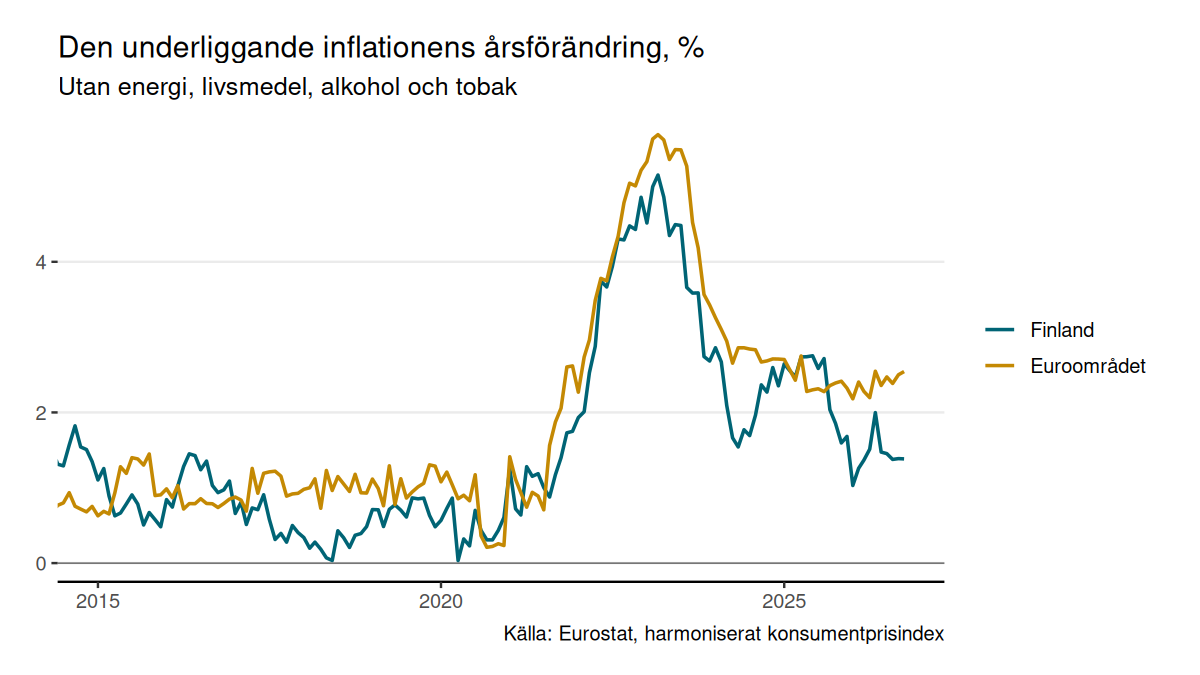 Den underliggande inflationens årsförändring, %
Utan energi, livsmedel, alkohol och tobak
4
2
0
2015 2020 2025
Finland
Euroområdet
Källa: Eurostat, harmoniserat konsumentprisindex